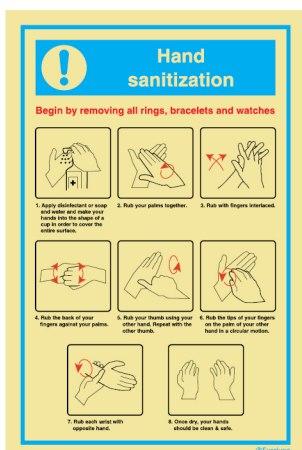 Hand
sanitization
Begin by removing all rings, bracelets and watches
1. Apply disinfectant or soap
and water and make your
hands into the shape of a
cup in order to cover the
entire surface.
2. Rub your palms together.
3. Rub with fingers interlaced.
4. Rub the back of your
fingers against your palms.
5. Rub your thumb using your
other hand. Repeat with the
other thumb.
6. Rub the tips of your fingers
on the palm of your other
hand in a circular motion.
7. Rub each wrist with
opposite hand.
8. Once dry, your hands
should be clean & safe.